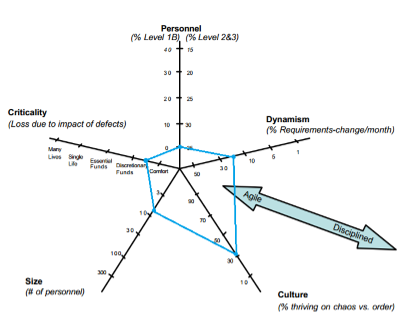 Personnel
(% Level 1B) (% Level 2&3)
40 15
30 20
20 25
10 30
0 35
Criticality
(Loss due to impact of defects)
Many
Lives
Single
Life
Essential
Funds
Discretionary
Funds
Comfort
Dynamism
(% Requirements-change/month)
1
5
10
30
50
Agile
Disciplined
3
10
30
100
300
Size
(# of personnel)
90
70
50
30
10
Culture
(% thriving on chaos vs. order)